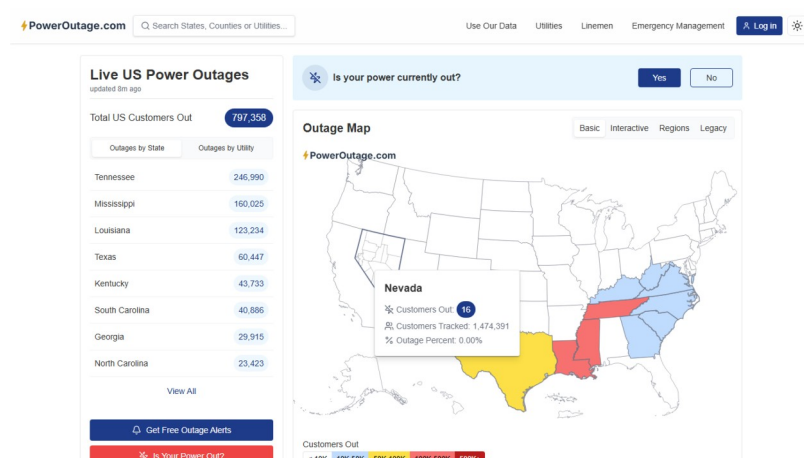 PowerOutage.com
Search States, Counties or Utilities...
Use Our Data
Utilities
Linemen
Emergency Management
Log in
Live US Power Outages
updated 8m ago
Total US Customers Out 797,358
Outages by State
Outages by Utility
Tennessee 246,990
Mississippi 160,025
Louisiana 123,234
Texas 60,447
Kentucky 43,733
South Carolina 40,886
Georgia 29,915
North Carolina 23,423
View All
Get Free Outage Alerts
Is Your Power Out?
Is your power currently out?
Yes
No
Outage Map
Basic
Interactive
Regions
Legacy
PowerOutage.com
Nevada
Customers Out: 16
Customers Tracked: 1,474,391
Outage Percent: 0.00%
Customers Out